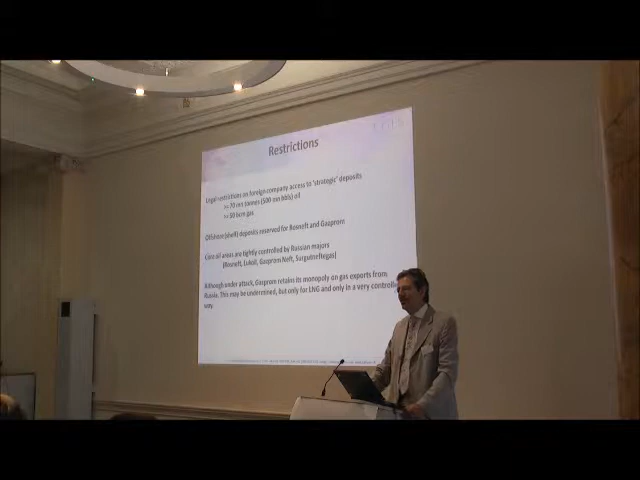 Restrictions
Legal restrictions on foreign company access to 'strategic' deposits
>= 70 mn tonnes (500 mn bbls) oil
>= 50 bcm gas
Offshore (shelf) deposits reserved for Rosneft and Gazprom
Core oil areas are tightly controlled by Russian majors
(Rosneft, Lukoil, Gazprom Neft, Surgutneftegas)
Although under attack, Gazprom retains its monopoly on gas exports from
Russia. This may be undermined, but only for LNG and only in a very
way